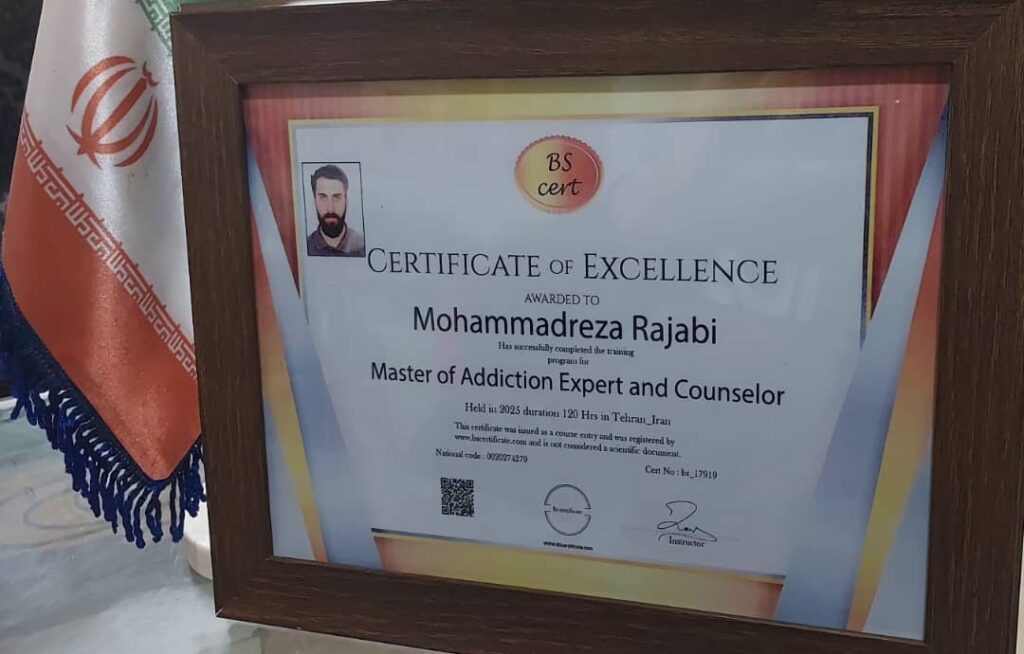 BS
cert
CERTIFICATE OF EXCELLENCE
AWARDED TO
Mohammadreza Rajabi
Has successfully completed the training
program for
Master of Addiction Expert and Counselor
Held in 2025 duration 120 Hrs in Tehran_Iran
This certificate was issued as a course entry and was registered by
www.bscertificate.com and is not considered a scientific document.
National code : 0020274270
Cert No : bs_17919
Bs certificate
Instructor